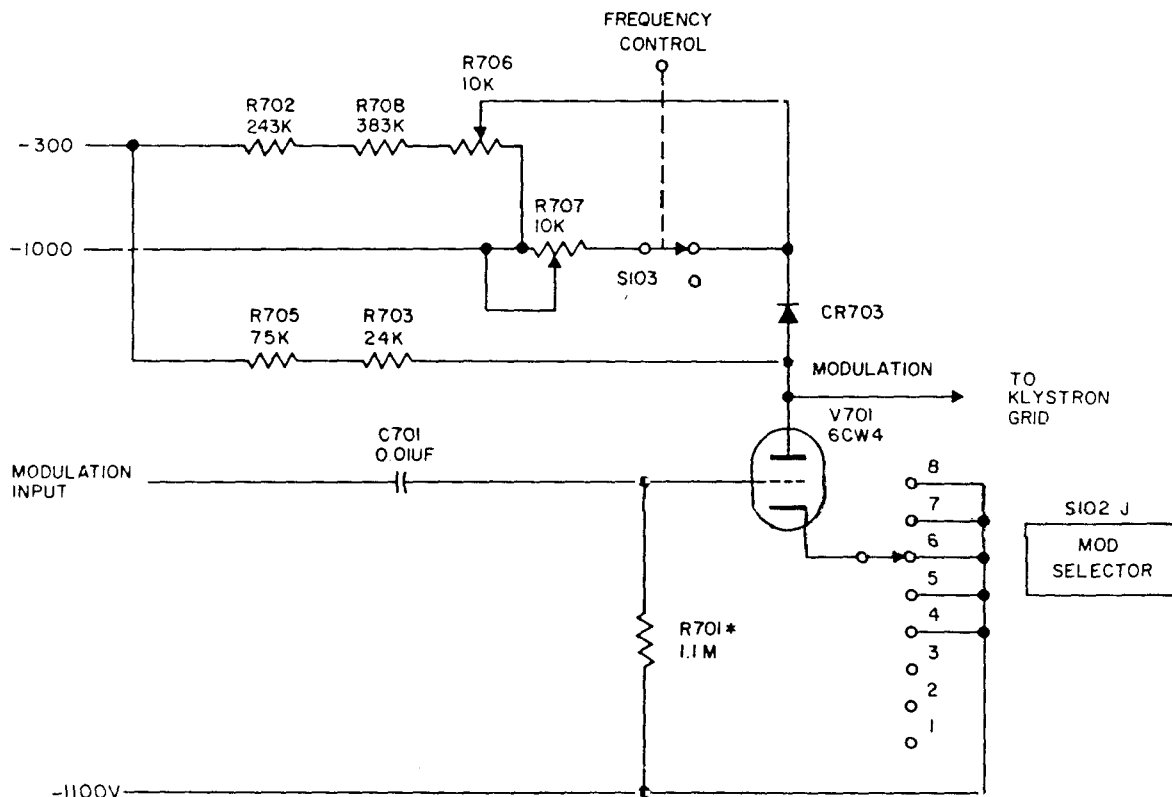 FREQUENCY
CONTROL
R706
10K
R702
243K
R708
383K
-300
R707
10K
-1000
S103
R705
75K
R703
24K
CR703
MODULATION
TO
KLYSTRON
GRID
V701
6CW4
C701
0.01UF
MODULATION
INPUT
8
7
6
5
4
3
2
1
S102 J
MOD
SELECTOR
R701*
1.1 M
-1100V